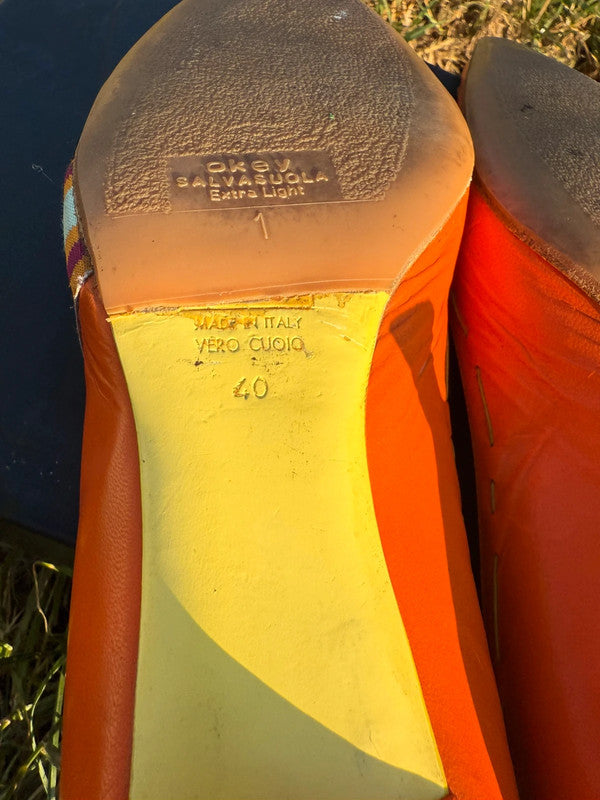 OKEY
SALVASUOLA
Extra Light
1
MADE IN ITALY
VERO CUOIO
40